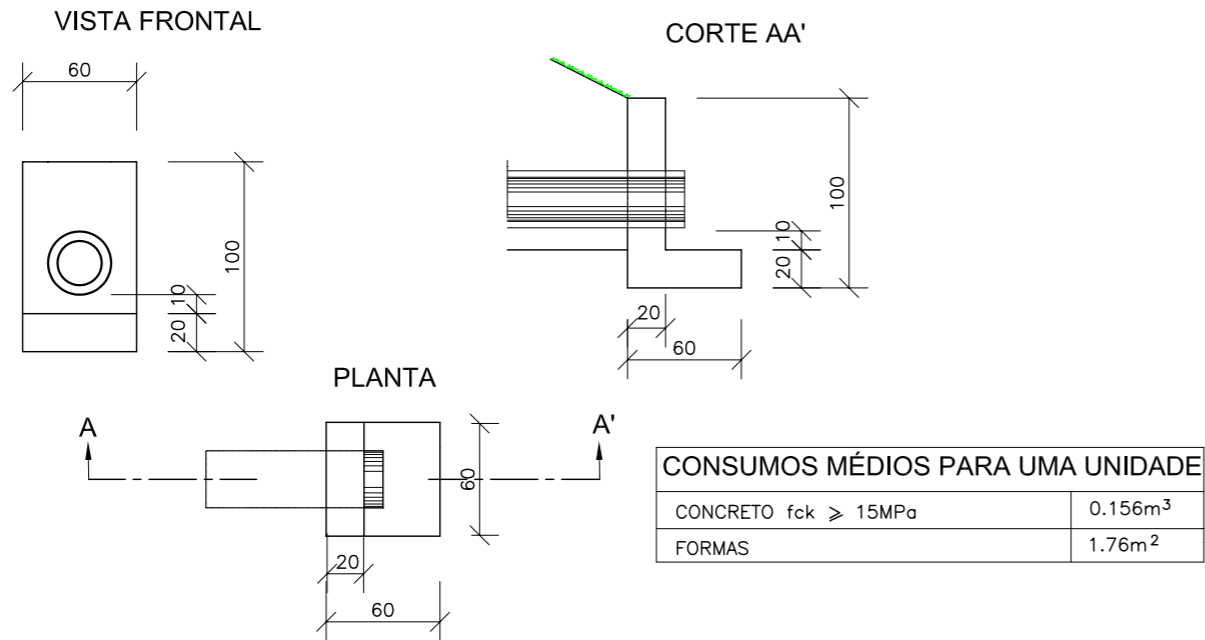 VISTA FRONTAL
60
100
10
20
CORTE AA'
100
10
20
20
60
PLANTA
A
A'
60
20
60
CONSUMOS MÉDIOS PARA UMA UNIDADE
CONCRETO fck ⩾ 15MPa 0.156m³
FORMAS 1.76m²